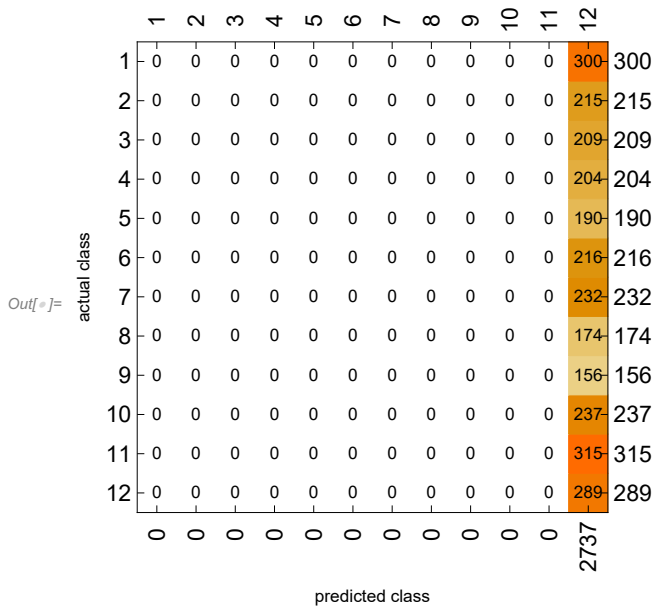 1 2 3 4 5 6 7 8 9 10 11 12
1 0 0 0 0 0 0 0 0 0 0 0 300 300
2 0 0 0 0 0 0 0 0 0 0 0 215 215
3 0 0 0 0 0 0 0 0 0 0 0 209 209
4 0 0 0 0 0 0 0 0 0 0 0 204 204
5 0 0 0 0 0 0 0 0 0 0 0 190 190
6 0 0 0 0 0 0 0 0 0 0 0 216 216
7 0 0 0 0 0 0 0 0 0 0 0 232 232
Out[∘]=
actual class
8 0 0 0 0 0 0 0 0 0 0 0 174 174
9 0 0 0 0 0 0 0 0 0 0 0 156 156
10 0 0 0 0 0 0 0 0 0 0 0 237 237
11 0 0 0 0 0 0 0 0 0 0 0 315 315
12 0 0 0 0 0 0 0 0 0 0 0 289 289
0 0 0 0 0 0 0 0 0 0 0 2737
predicted class